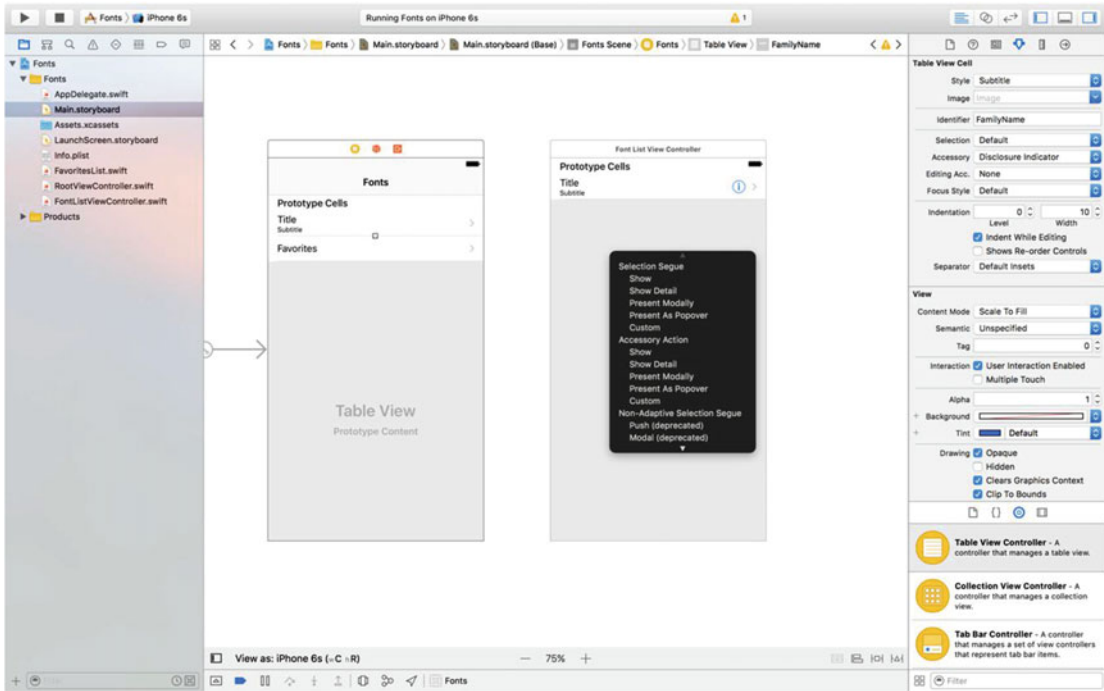 Fonts
iPhone 6s
Running Fonts on iPhone 6s
1
Fonts
Fonts
Main.storyboard
Main.storyboard (Base)
Fonts Scene
Fonts
Table View
FamilyName
Fonts
Fonts
AppDelegate.swift
Main.storyboard
Assets.xcassets
LaunchScreen.storyboard
Info.plist
FavoritesList.swift
RootViewController.swift
FontListViewController.swift
Products
Fonts
Prototype Cells
Title
Subtitle
Favorites
Table View
Prototype Content
Font List View Controller
Prototype Cells
Title
Subtitle
Selection Segue
Show
Show Detail
Present Modally
Present As Popover
Custom
Accessory Action
Show
Show Detail
Present Modally
Present As Popover
Custom
Non-Adaptive Selection Segue
Push (deprecated)
Modal (deprecated)
Table View Cell
Style Subtitle
Image Image
Identifier FamilyName
Selection Default
Accessory Disclosure Indicator
Editing Acc. None
Focus Style Default
Indentation 0 10
Level Width
Indent While Editing
Shows Re-order Controls
Separator Default Insets
View
Content Mode Scale To Fill
Semantic Unspecified
Tag 0
Interaction User Interaction Enabled
Multiple Touch
Alpha 1
+ Background
+ Tint Default
Drawing Opaque
Hidden
Clears Graphics Context
Clip To Bounds
{}
Table View Controller - A
controller that manages a table view.
Collection View Controller - A
controller that manages a collection
view.
Tab Bar Controller - A controller
that manages a set of view controllers
that represent tab bar items.
View as: iPhone 6s (wC hR)
— 75% +
Fonts
Filter
Filter